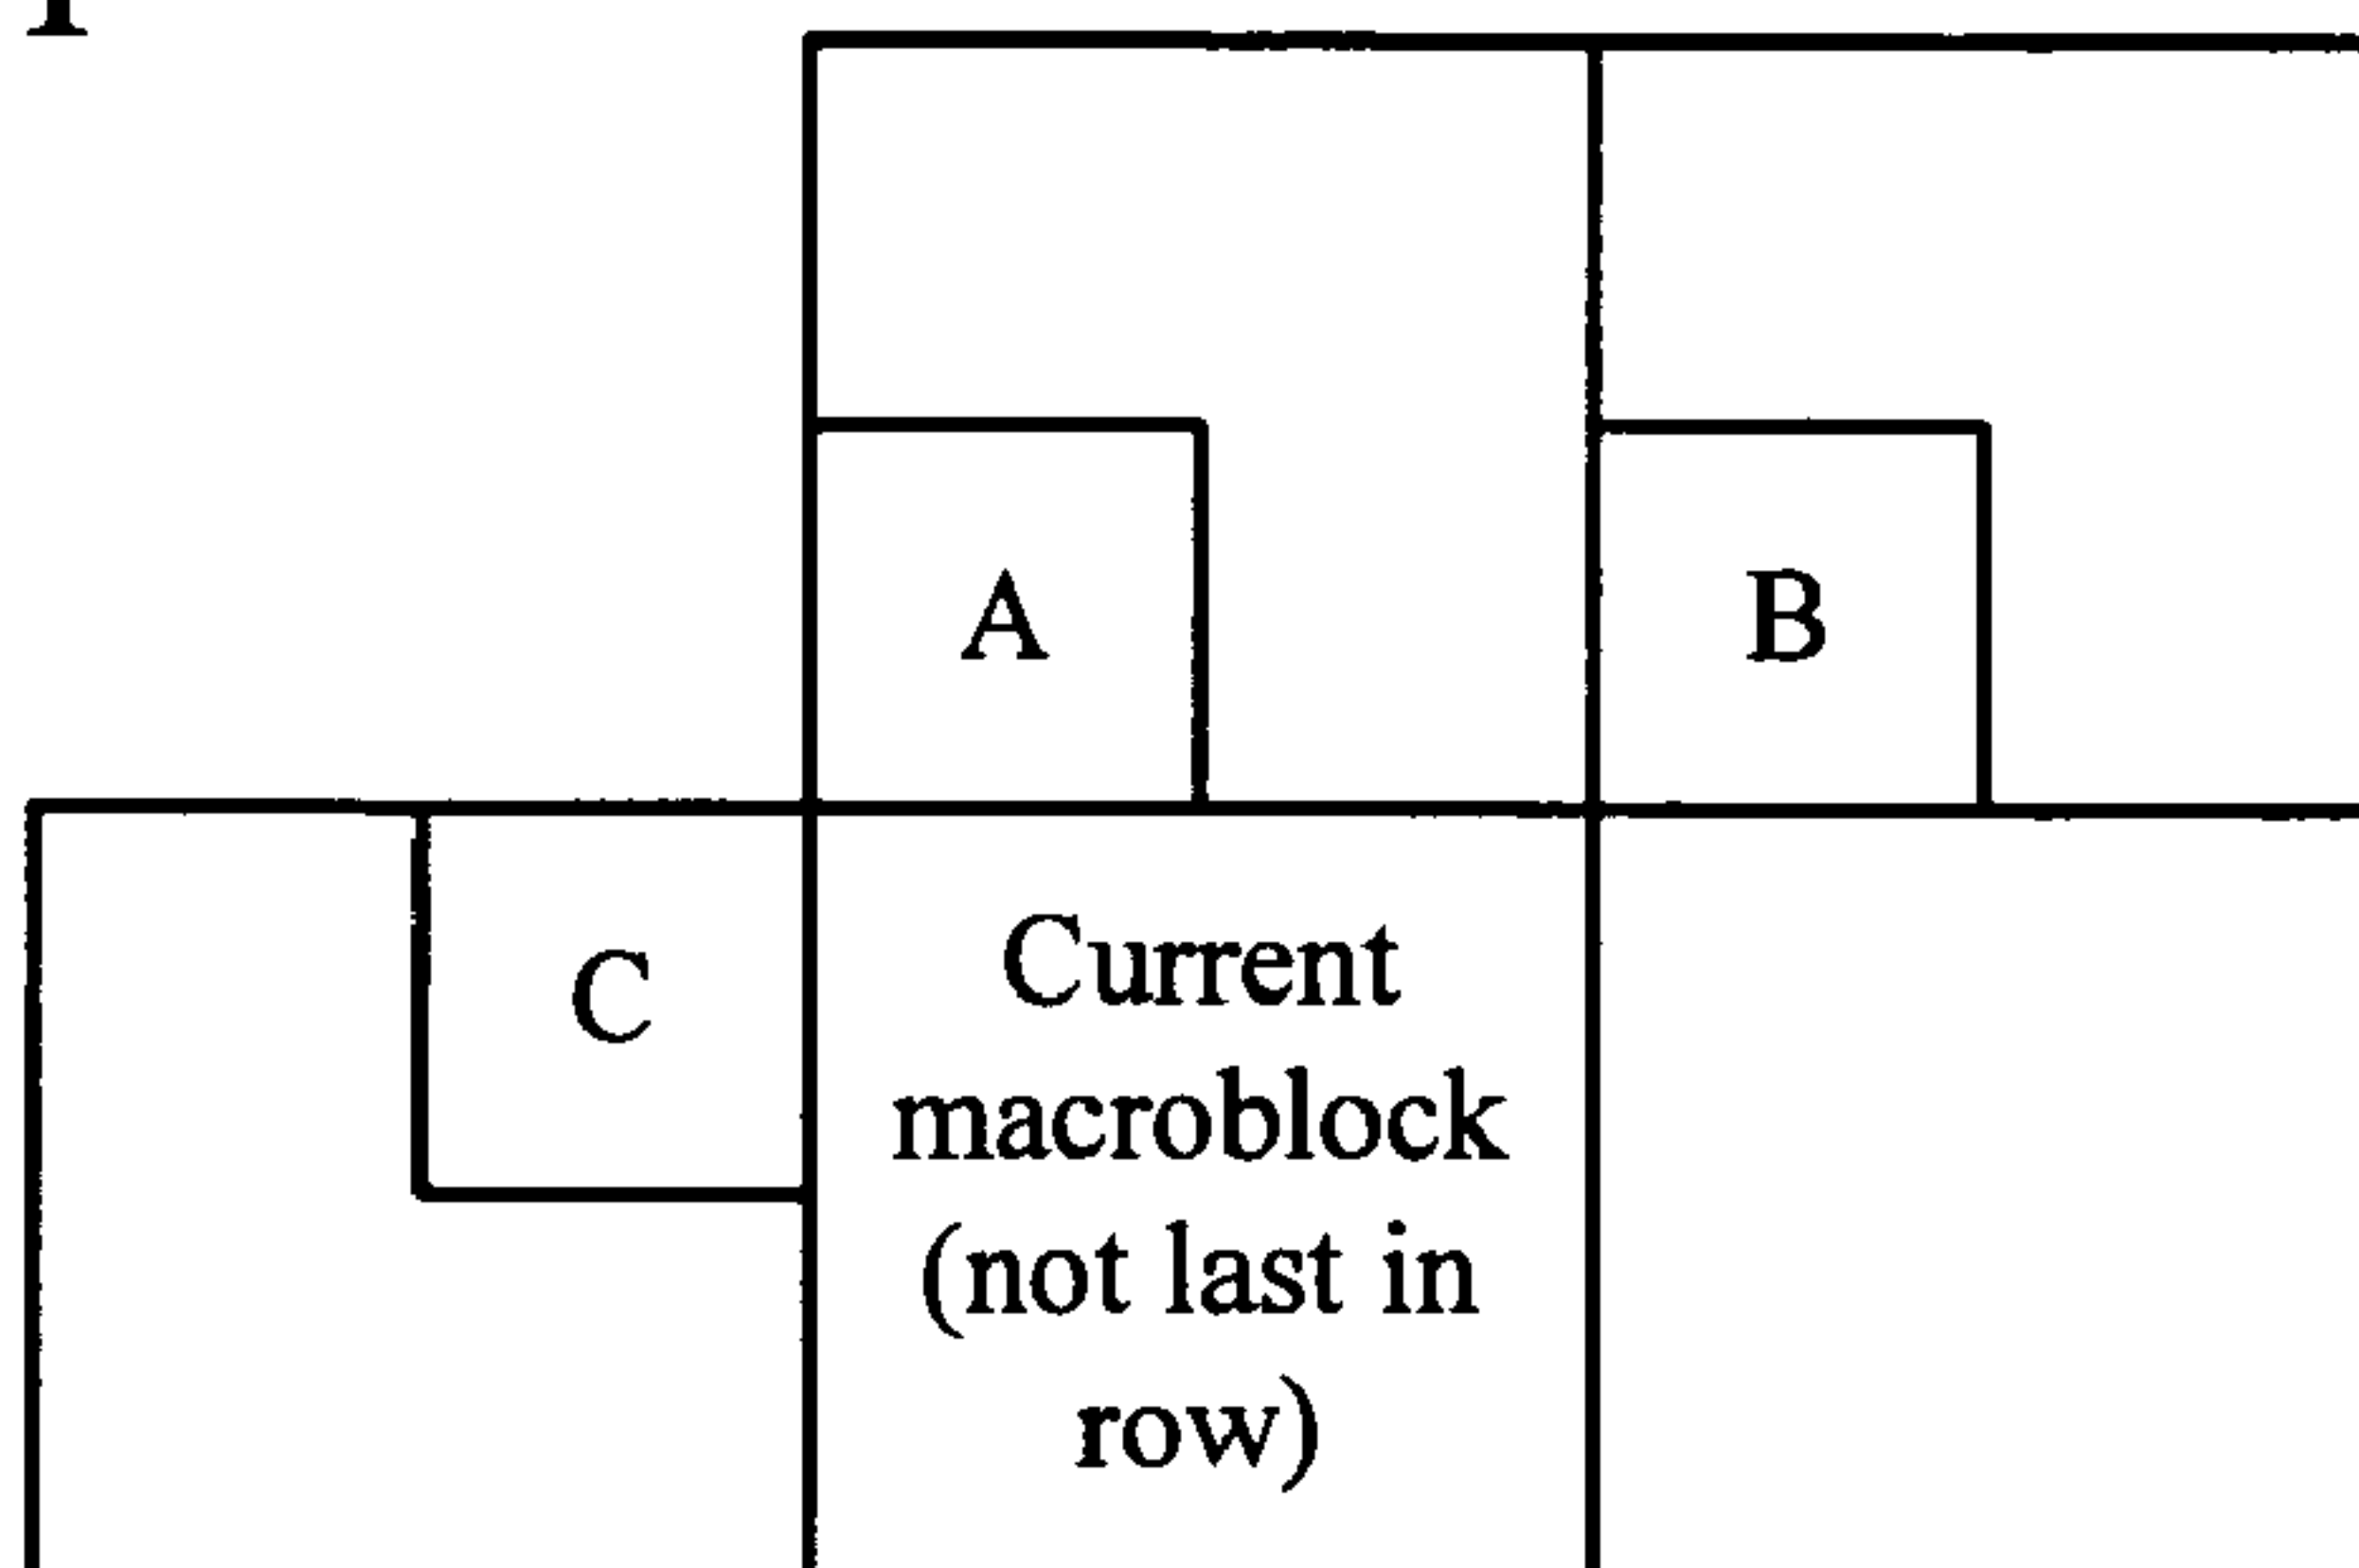 A
B
C
Current
macroblock
(not last in
row)